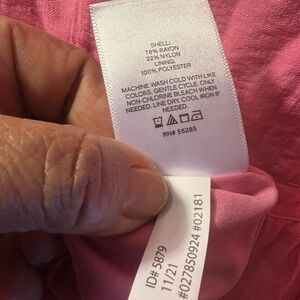 SHELL:
78% RAYON
22% NYLON
LINING:
100% POLYESTER
MACHINE WASH COLD WITH LIKE
COLORS. GENTLE CYCLE. ONLY
NON-CHLORINE BLEACH WHEN
NEEDED. LINE DRY. COOL IRON IF
NEEDED.
RN# 55285
ID# 5879
11/21
#027850924 #02181